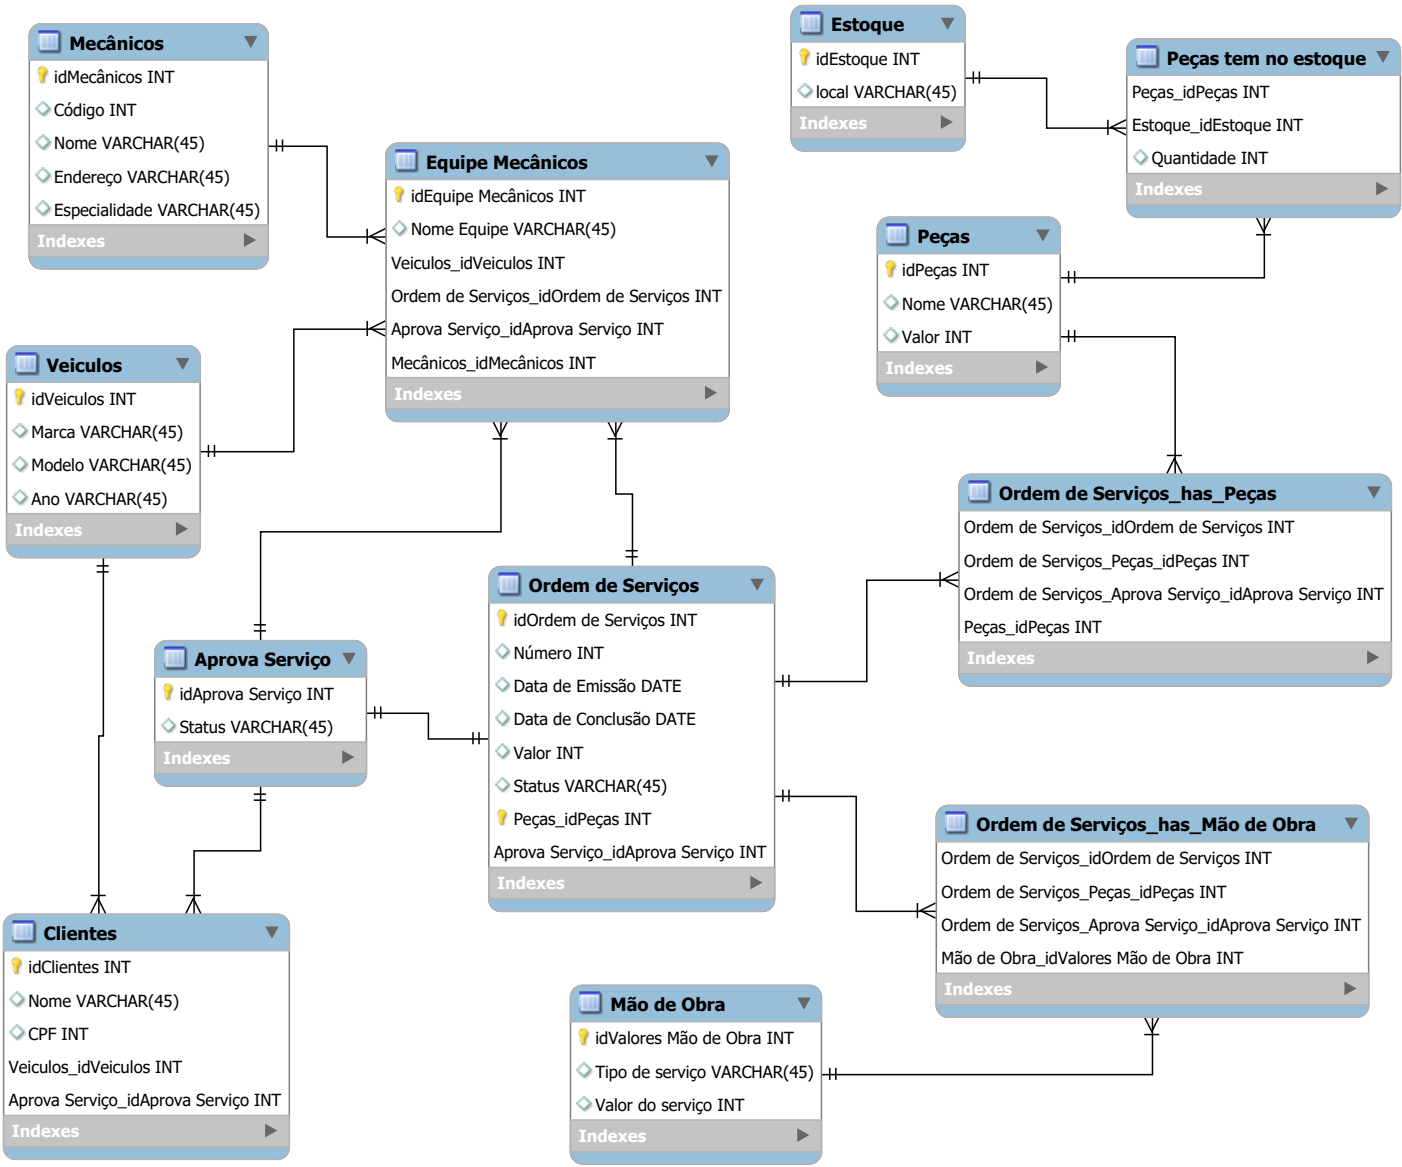 Mecânicos
idMecânicos INT
Código INT
Nome VARCHAR(45)
Endereço VARCHAR(45)
Especialidade VARCHAR(45)
Indexes
Estoque
idEstoque INT
local VARCHAR(45)
Indexes
Peças tem no estoque
Peças_idPeças INT
Estoque_idEstoque INT
Quantidade INT
Indexes
Equipe Mecânicos
idEquipe Mecânicos INT
Nome Equipe VARCHAR(45)
Veiculos_idVeiculos INT
Ordem de Serviços_idOrdem de Serviços INT
Aprova Serviço_idAprova Serviço INT
Mecânicos_idMecânicos INT
Indexes
Peças
idPeças INT
Nome VARCHAR(45)
Valor INT
Indexes
Veiculos
idVeiculos INT
Marca VARCHAR(45)
Modelo VARCHAR(45)
Ano VARCHAR(45)
Indexes
Ordem de Serviços_has_Peças
Ordem de Serviços_idOrdem de Serviços INT
Ordem de Serviços_Peças_idPeças INT
Ordem de Serviços_Aprova Serviço_idAprova Serviço INT
Peças_idPeças INT
Indexes
Ordem de Serviços
idOrdem de Serviços INT
Número INT
Data de Emissão DATE
Data de Conclusão DATE
Valor INT
Status VARCHAR(45)
Peças_idPeças INT
Aprova Serviço_idAprova Serviço INT
Indexes
Aprova Serviço
idAprova Serviço INT
Status VARCHAR(45)
Indexes
Ordem de Serviços_has_Mão de Obra
Ordem de Serviços_idOrdem de Serviços INT
Ordem de Serviços_Peças_idPeças INT
Ordem de Serviços_Aprova Serviço_idAprova Serviço INT
Mão de Obra_idValores Mão de Obra INT
Indexes
Clientes
idClientes INT
Nome VARCHAR(45)
CPF INT
Veiculos_idVeiculos INT
Aprova Serviço_idAprova Serviço INT
Indexes
Mão de Obra
idValores Mão de Obra INT
Tipo de serviço VARCHAR(45)
Valor do serviço INT
Indexes